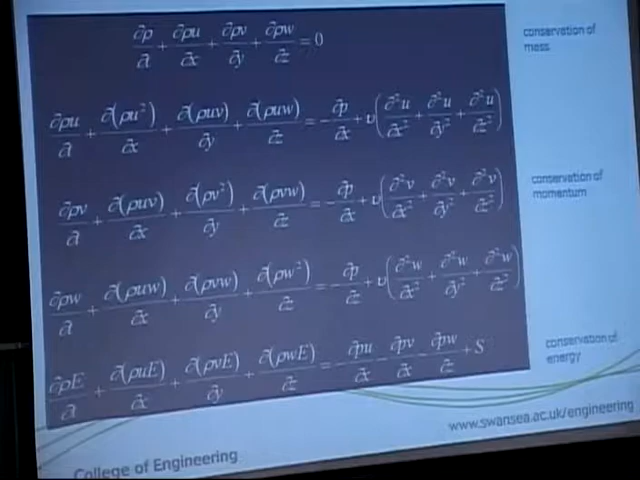 ∂ρ/∂t + ∂ρu/∂x + ∂ρv/∂y + ∂ρw/∂z = 0
conservation of
mass
∂ρu/∂t + ∂(ρu²)/∂x + ∂(ρuv)/∂y + ∂(ρuw)/∂z = -∂p/∂x + υ(∂²u/∂x² + ∂²u/∂y² + ∂²u/∂z²)
∂ρv/∂t + ∂(ρuv)/∂x + ∂(ρv²)/∂y + ∂(ρvw)/∂z = -∂p/∂x + υ(∂²v/∂x² + ∂²v/∂y² + ∂²v/∂z²)
conservation of
momentum
∂ρw/∂t + ∂(ρuw)/∂x + ∂(ρvw)/∂y + ∂(ρw²)/∂z = -∂p/∂z + υ(∂²w/∂x² + ∂²w/∂y² + ∂²w/∂z²)
∂ρE/∂t + ∂(ρuE)/∂x + ∂(ρvE)/∂y + ∂(ρwE)/∂z = -∂pu/∂x - ∂pv/∂x - ∂pw/∂z + S
conservation of
energy
www.swansea.ac.uk/engineering
College of Engineering